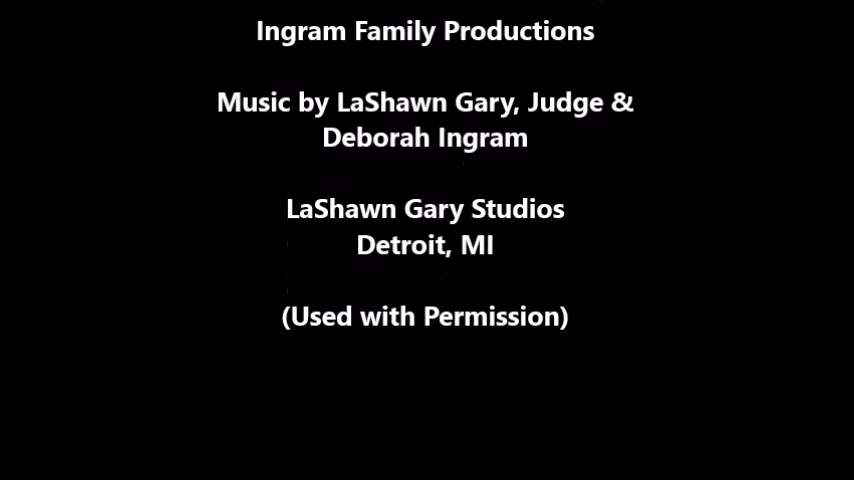 Ingram Family Productions
Music by LaShawn Gary, Judge &
Deborah Ingram
LaShawn Gary Studios
Detroit, MI
(Used with Permission)